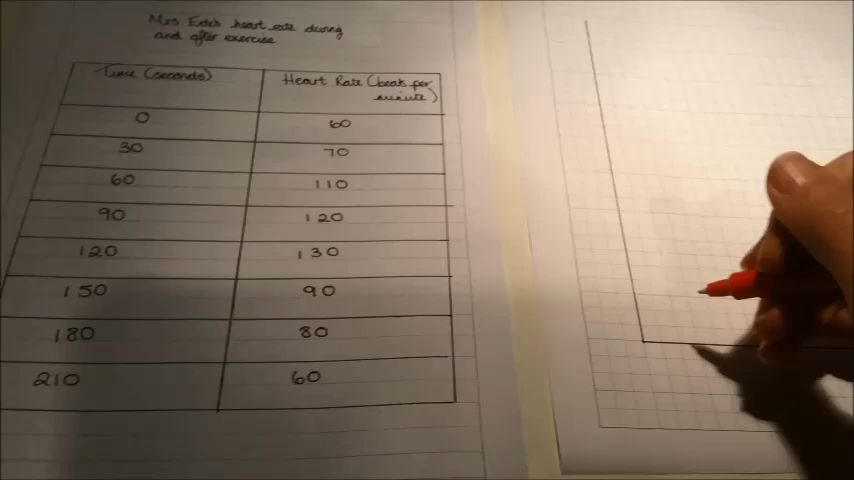 Mrs Ede's heart rate during
and after exercise
Time (seconds) Heart Rate (beats per
minute)
0 60
30 70
60 110
90 120
120 130
150 90
180 80
210 60